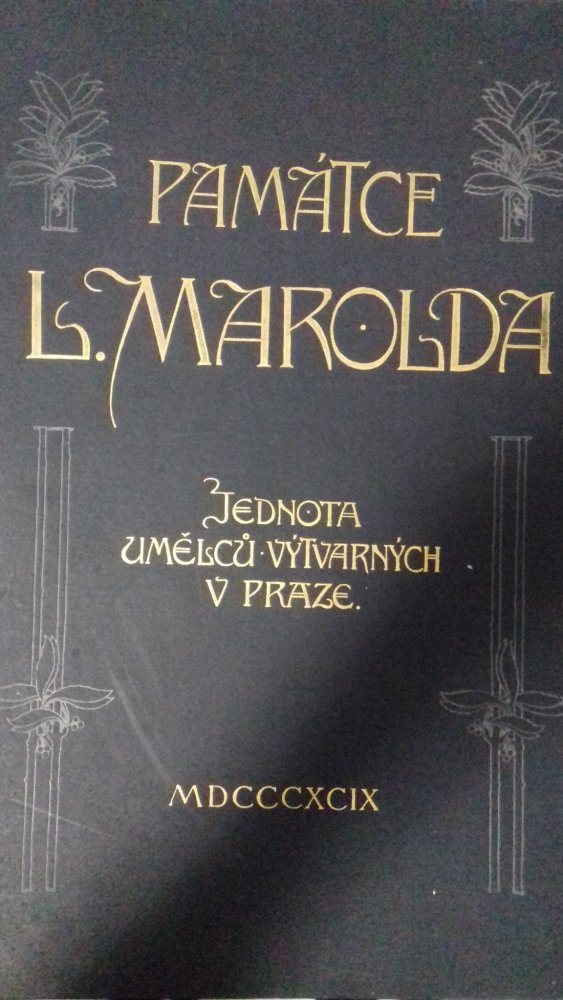 PAMÁTCE
L. MAROLDA
JEDNOTA
UMĚLCŮ · VÝTVARNÝCH
V PRAZE.
MDCCCXCIX